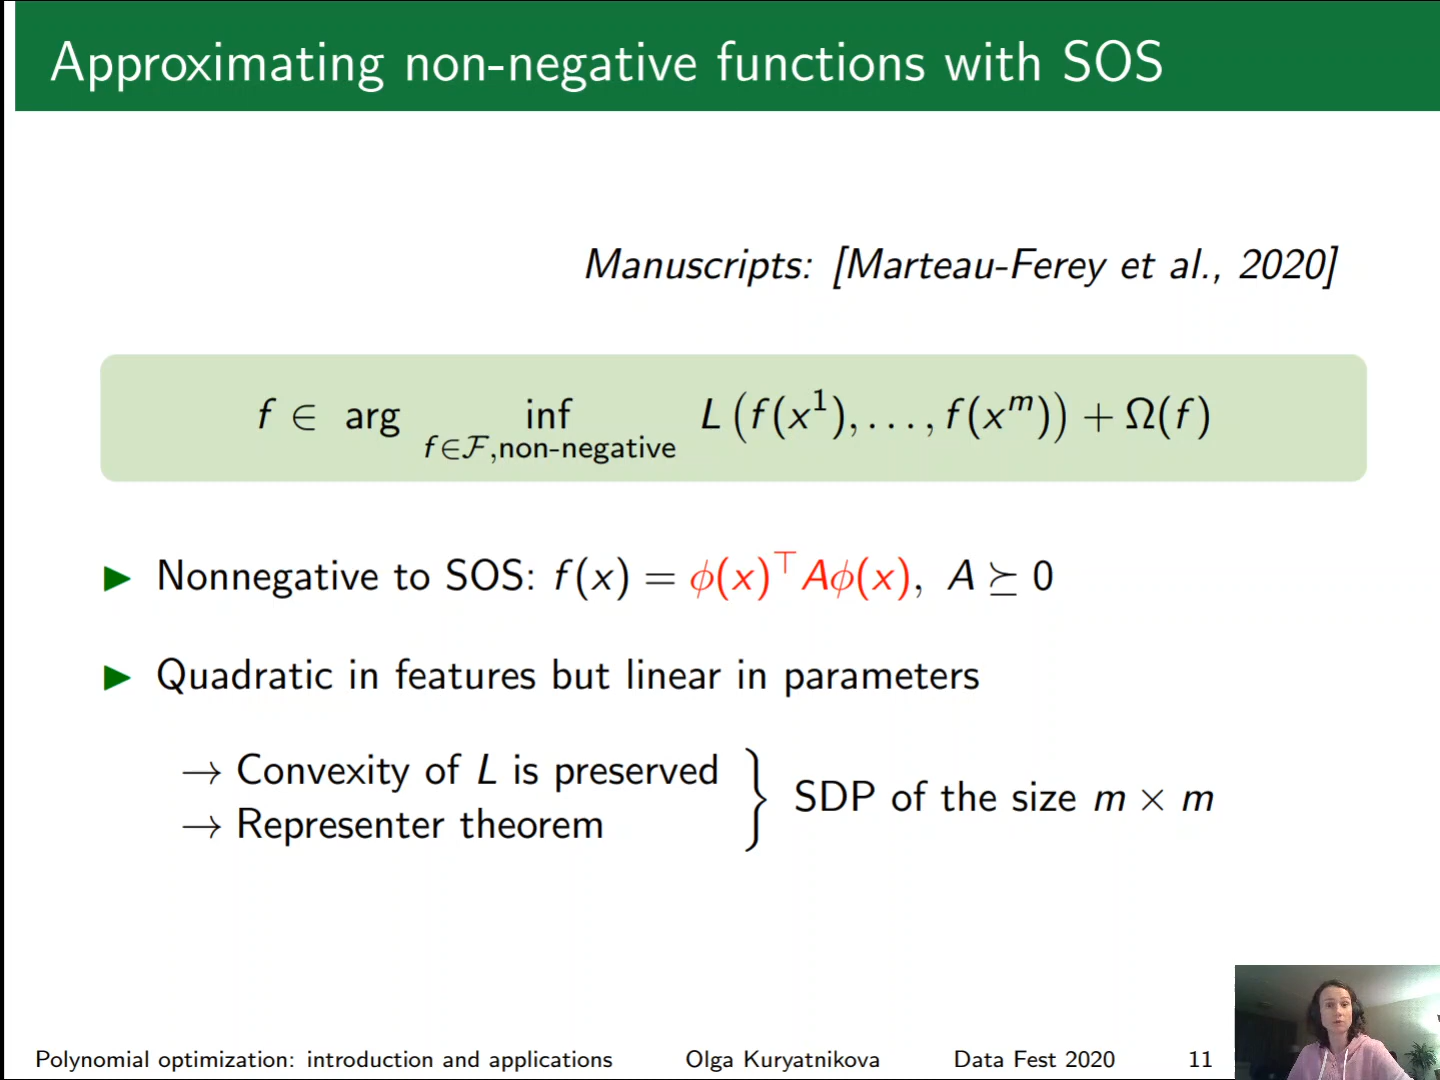 Approximating non-negative functions with SOS
Manuscripts: [Marteau-Ferey et al., 2020]
f ∈ arg inf L(f(x¹), . . . , f(xᵐ)) + Ω(f)
f∈ℱ,non-negative
▶ Nonnegative to SOS: f(x) = ϕ(x)⊤Aϕ(x), A ⪰ 0
▶ Quadratic in features but linear in parameters
→ Convexity of L is preserved
→ Representer theorem
} SDP of the size m × m
Polynomial optimization: introduction and applications Olga Kuryatnikova Data Fest 2020 11